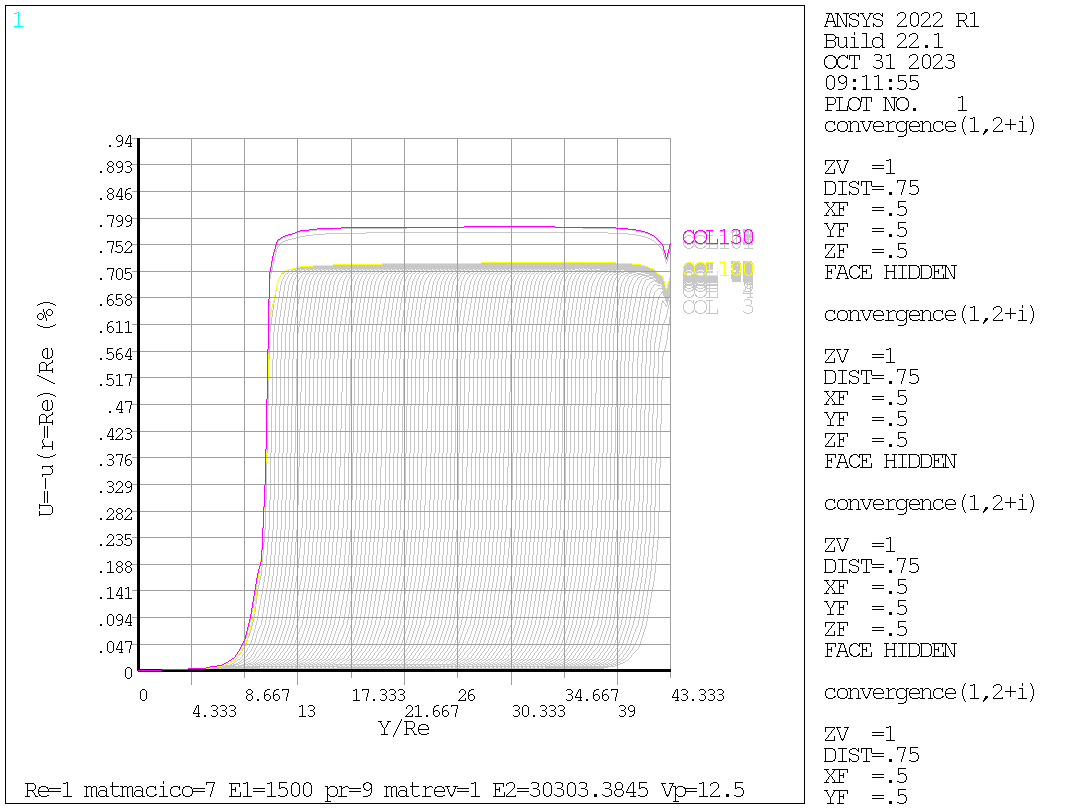 1
ANSYS 2022 R1
Build 22.1
OCT 31 2023
09:11:55
PLOT NO. 1
convergence(1,2+i)
ZV =1
DIST=.75
XF =.5
YF =.5
ZF =.5
FACE HIDDEN
convergence(1,2+i)
ZV =1
DIST=.75
XF =.5
YF =.5
ZF =.5
FACE HIDDEN
convergence(1,2+i)
ZV =1
DIST=.75
XF =.5
YF =.5
ZF =.5
FACE HIDDEN
convergence(1,2+i)
ZV =1
DIST=.75
XF =.5
YF =.5
U=-u(r=Re)/Re (%)
.94
.893
.846
.799
.752
.705
.658
.611
.564
.517
.47
.423
.376
.329
.282
.235
.188
.141
.094
.047
0
COL130
COL
COL 3
0 8.667 17.333 26 34.667 43.333
4.333 13 21.667 30.333 39
Y/Re
Re=1 matmacico=7 E1=1500 pr=9 matrev=1 E2=30303.3845 Vp=12.5